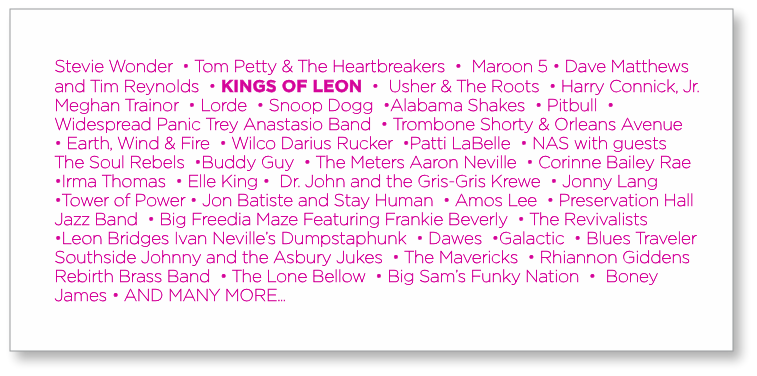 Stevie Wonder • Tom Petty & The Heartbreakers • Maroon 5 • Dave Matthews
and Tim Reynolds • KINGS OF LEON • Usher & The Roots • Harry Connick, Jr.
Meghan Trainor • Lorde • Snoop Dogg •Alabama Shakes • Pitbull •
Widespread Panic Trey Anastasio Band • Trombone Shorty & Orleans Avenue
• Earth, Wind & Fire • Wilco Darius Rucker •Patti LaBelle • NAS with guests
The Soul Rebels •Buddy Guy • The Meters Aaron Neville • Corinne Bailey Rae
•Irma Thomas • Elle King • Dr. John and the Gris-Gris Krewe • Jonny Lang
•Tower of Power • Jon Batiste and Stay Human • Amos Lee • Preservation Hall
Jazz Band • Big Freedia Maze Featuring Frankie Beverly • The Revivalists
•Leon Bridges Ivan Neville's Dumpstaphunk • Dawes •Galactic • Blues Traveler
Southside Johnny and the Asbury Jukes • The Mavericks • Rhiannon Giddens
Rebirth Brass Band • The Lone Bellow • Big Sam's Funky Nation • Boney
James • AND MANY MORE...